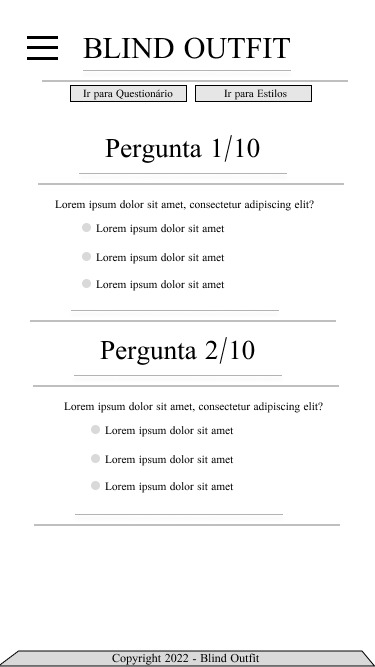 BLIND OUTFIT
Ir para Questionário
Ir para Estilos
Pergunta 1/10
Lorem ipsum dolor sit amet, consectetur adipiscing elit?
Lorem ipsum dolor sit amet
Lorem ipsum dolor sit amet
Lorem ipsum dolor sit amet
Pergunta 2/10
Lorem ipsum dolor sit amet, consectetur adipiscing elit?
Lorem ipsum dolor sit amet
Lorem ipsum dolor sit amet
Lorem ipsum dolor sit amet
Copyright 2022 - Blind Outfit